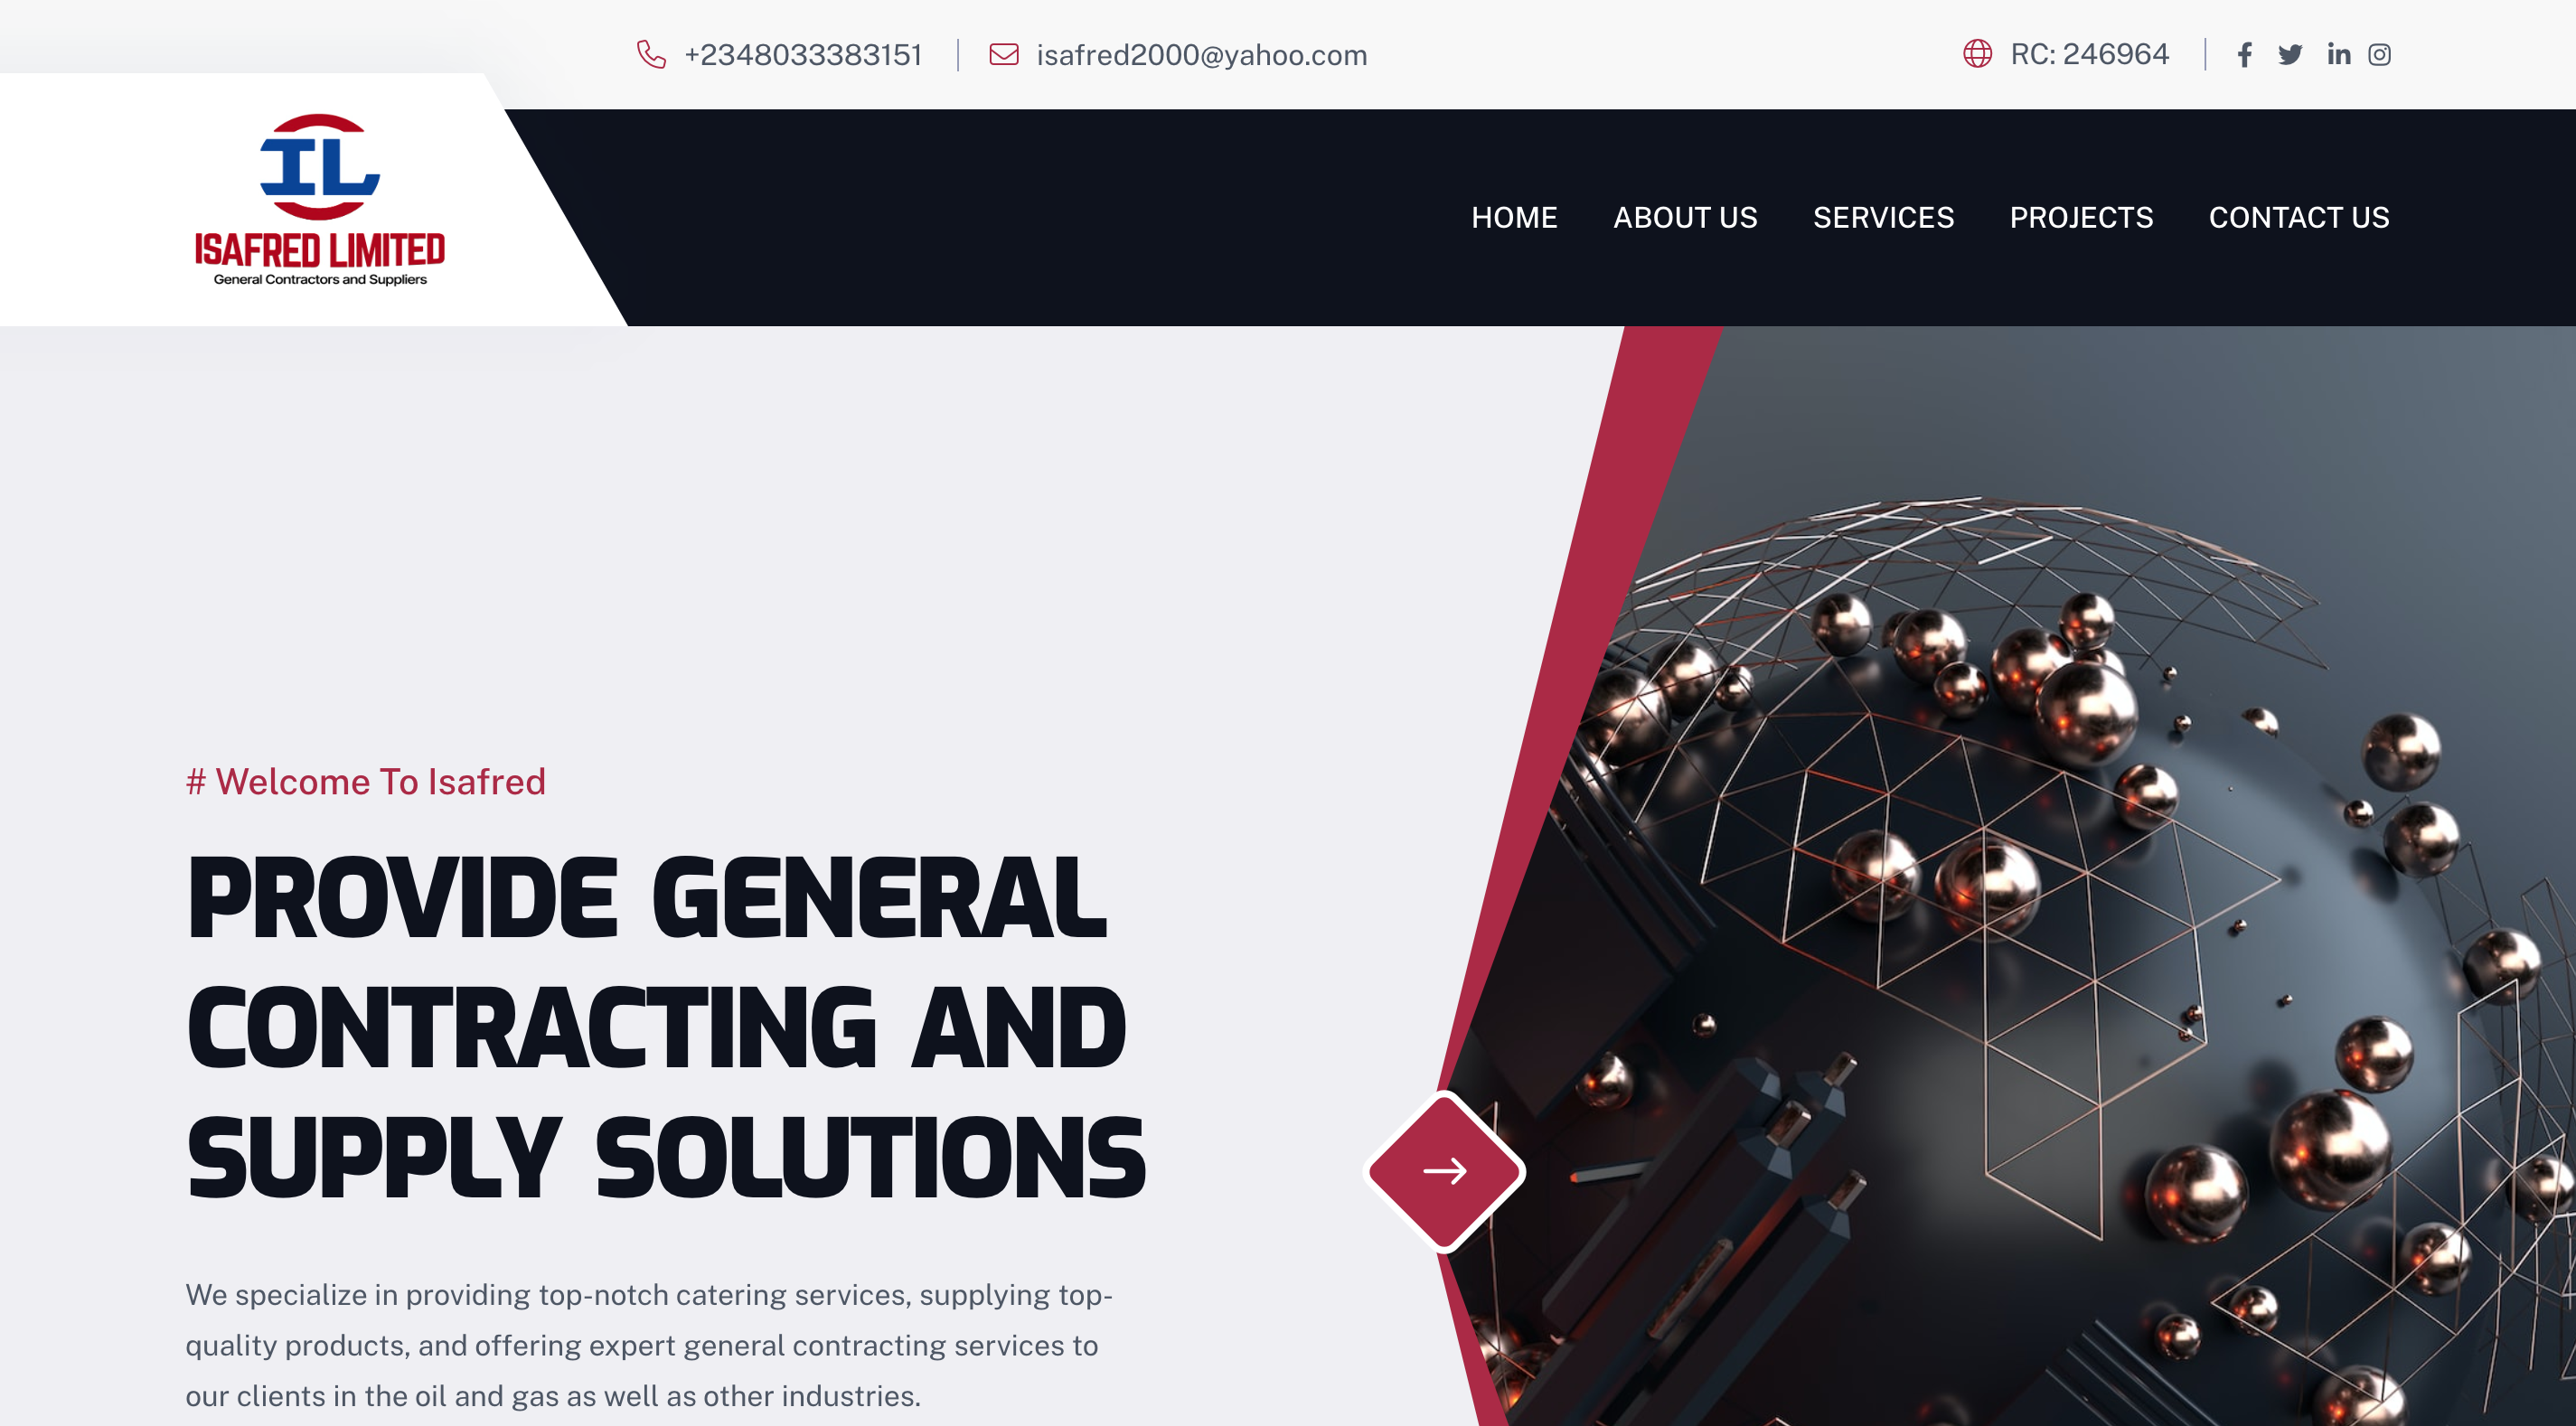 +2348033383151
isafred2000@yahoo.com
RC: 246964
IL
ISAFRED LIMITED
General Contractors and Suppliers
HOME
ABOUT US
SERVICES
PROJECTS
CONTACT US
# Welcome To Isafred
PROVIDE GENERAL
CONTRACTING AND
SUPPLY SOLUTIONS
We specialize in providing top-notch catering services, supplying top-
quality products, and offering expert general contracting services to
our clients in the oil and gas as well as other industries.